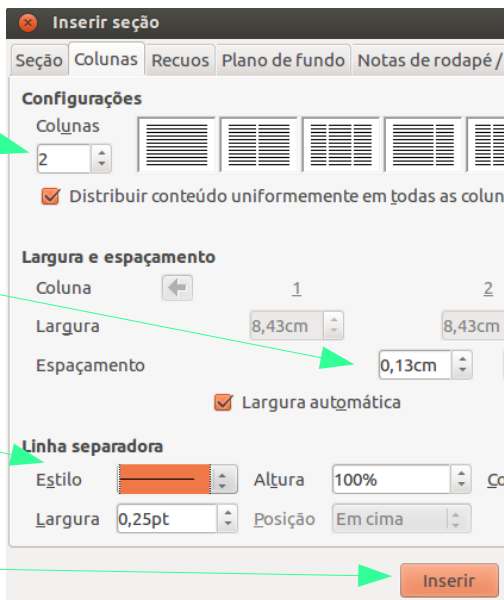 Inserir seção
Seção Colunas Recuos Plano de fundo Notas de rodapé /
Configurações
Colunas
2
Distribuir conteúdo uniformemente em todas as colun
Largura e espaçamento
Coluna 1 2
Largura 8,43cm 8,43cm
Espaçamento 0,13cm
Largura automática
Linha separadora
Estilo Altura 100% Co
Largura 0,25pt Posição Em cima
Inserir